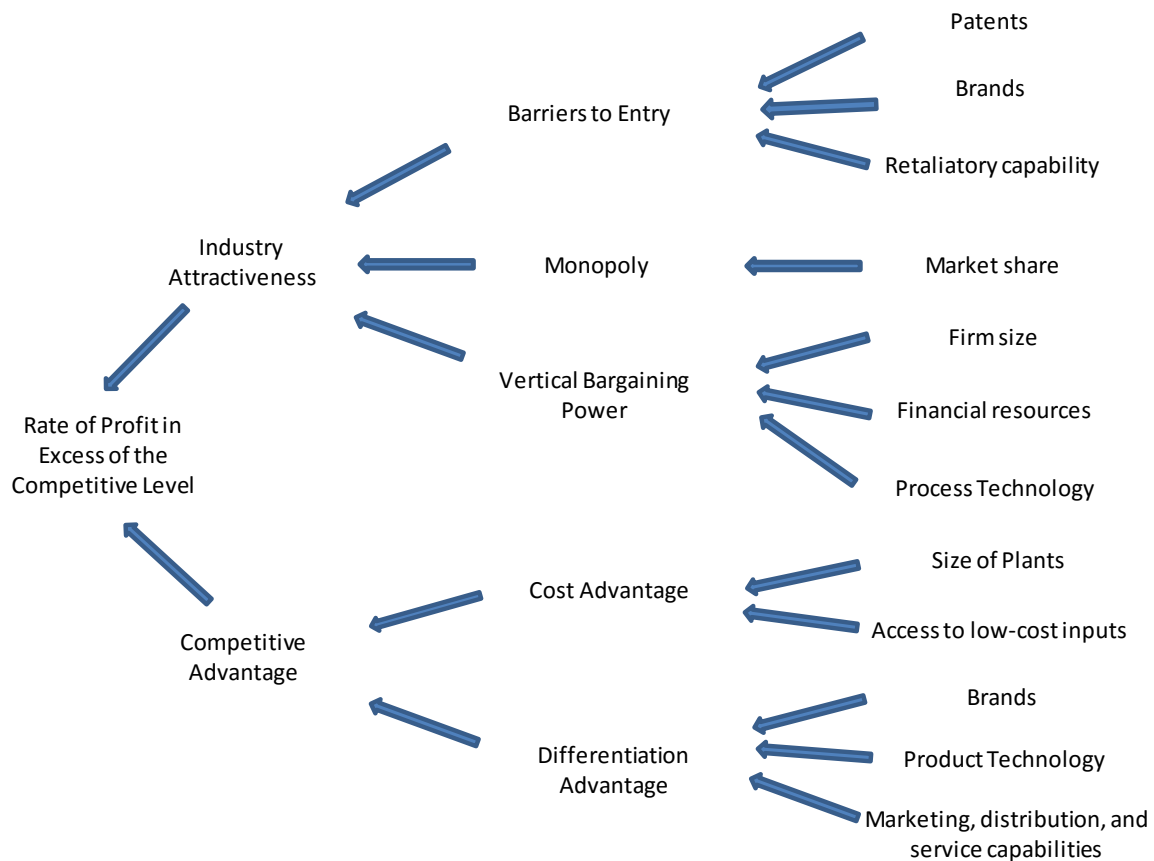 Patents
Brands
Barriers to Entry
Retaliatory capability
Industry
Attractiveness
Monopoly
Market share
Firm size
Vertical Bargaining
Power
Financial resources
Rate of Profit in
Excess of the
Competitive Level
Process Technology
Size of Plants
Cost Advantage
Access to low-cost inputs
Competitive
Advantage
Brands
Differentiation
Advantage
Product Technology
Marketing, distribution, and
service capabilities